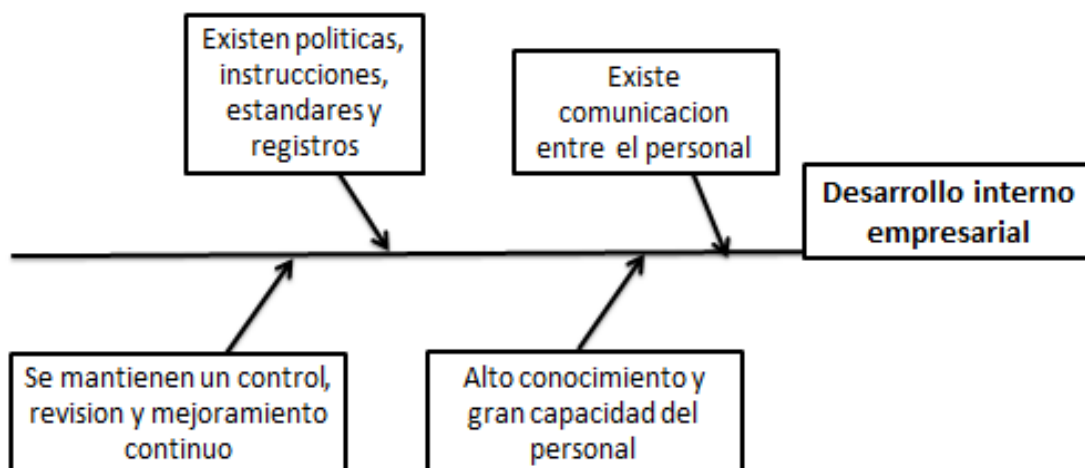 Existen politicas,
instrucciones,
estandares y
registros
Existe
comunicacion
entre el personal
Desarrollo interno
empresarial
Se mantienen un control,
revision y mejoramiento
continuo
Alto conocimiento y
gran capacidad del
personal